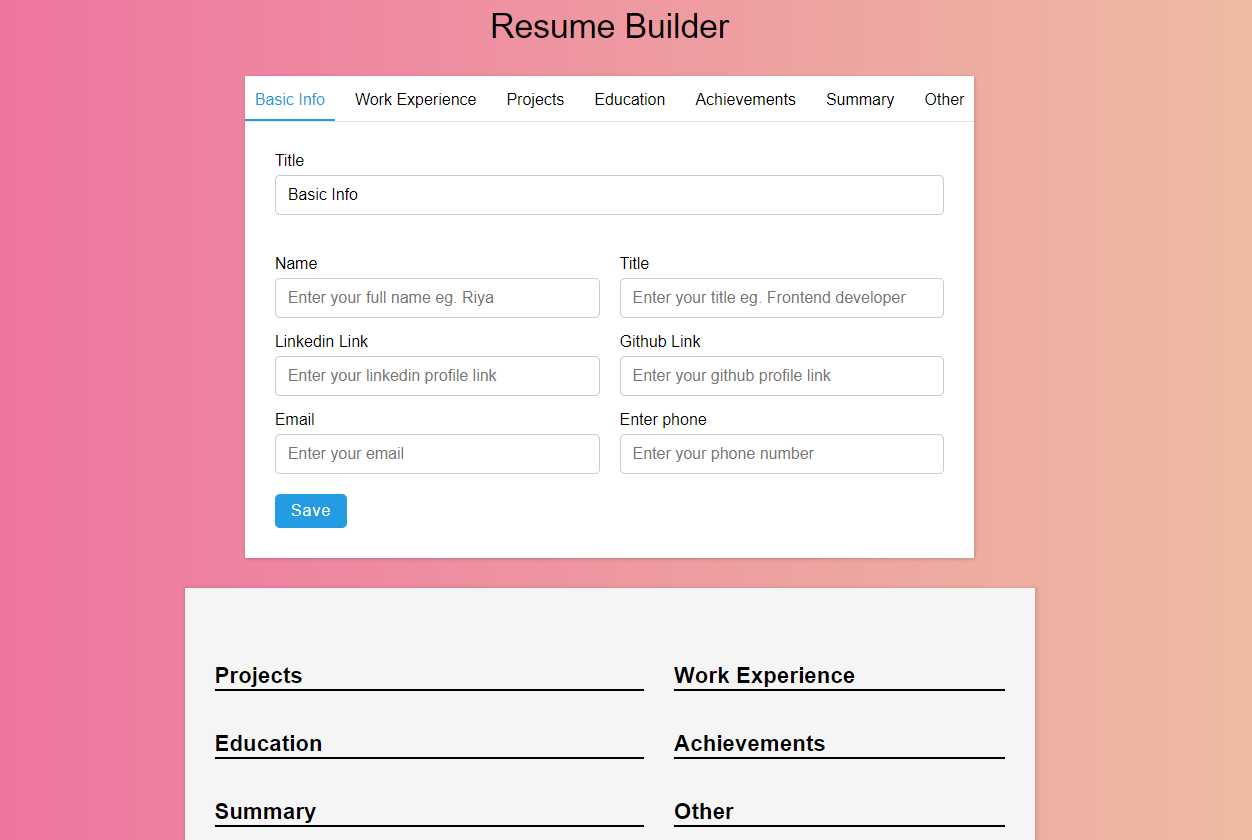 Resume Builder
Basic Info Work Experience Projects Education Achievements Summary Other
Title
Basic Info
Name Title
Enter your full name eg. Riya Enter your title eg. Frontend developer
Linkedin Link Github Link
Enter your linkedin profile link Enter your github profile link
Email Enter phone
Enter your email Enter your phone number
Save
Projects Work Experience
Education Achievements
Summary Other